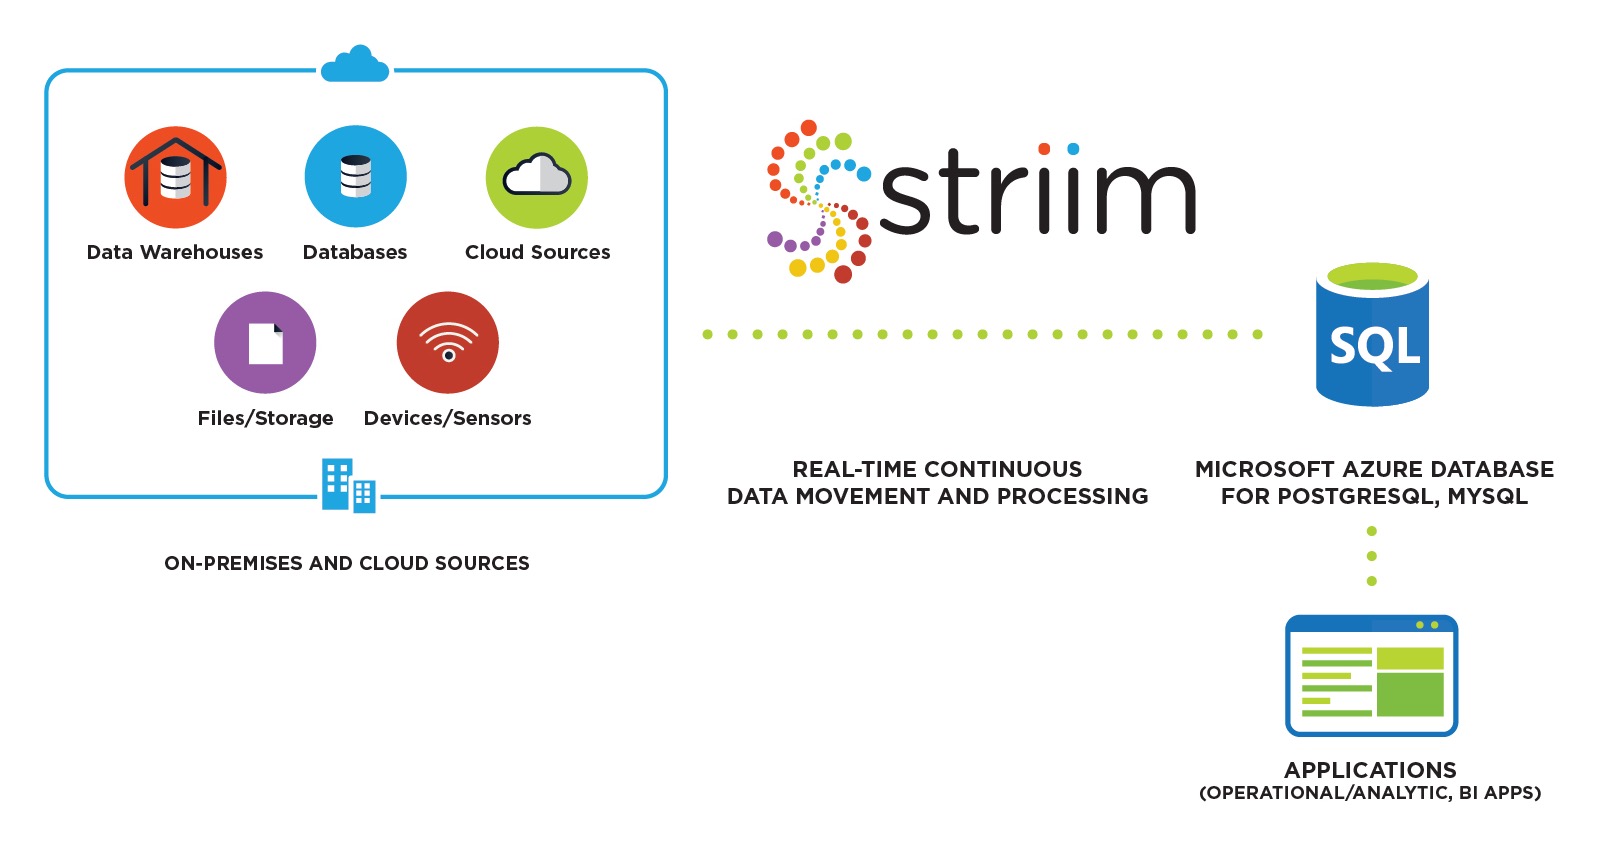 Data Warehouses
Databases
Cloud Sources
Files/Storage
Devices/Sensors
ON-PREMISES AND CLOUD SOURCES
striim
REAL-TIME CONTINUOUS
DATA MOVEMENT AND PROCESSING
SQL
MICROSOFT AZURE DATABASE
FOR POSTGRESQL, MYSQL
APPLICATIONS
(OPERATIONAL/ANALYTIC, BI APPS)